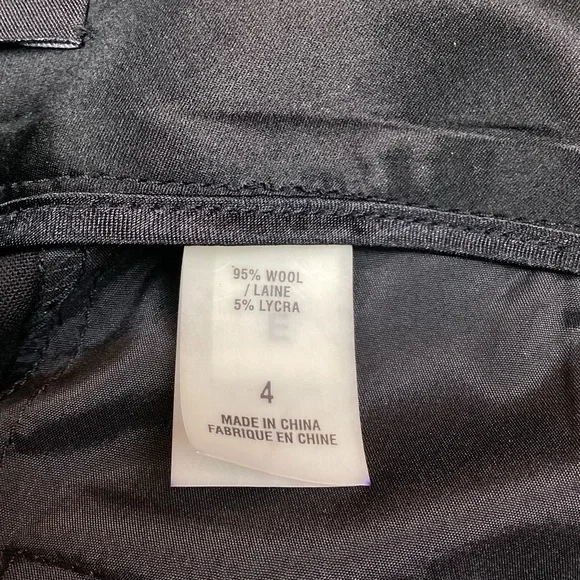 95% WOOL
/ LAINE
5% LYCRA
4
MADE IN CHINA
FABRIQUE EN CHINE